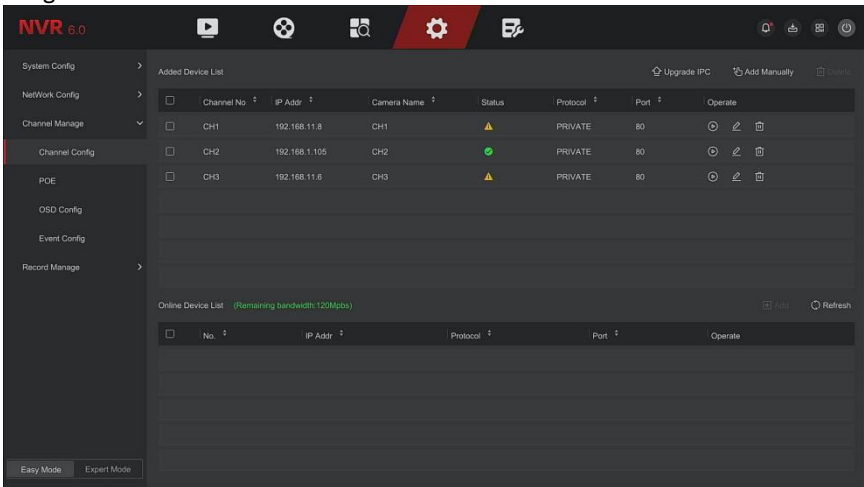 NVR 6.0
System Config
NetWork Config
Channel Manage
Channel Config
POE
OSD Config
Event Config
Record Manage
Easy Mode Expert Mode
Added Device List Upgrade IPC Add Manually Delete
Channel No IP Addr Camera Name Status Protocol Port Operate
CH1 192.168.11.8 CH1 PRIVATE 80
CH2 192.168.1.105 CH2 PRIVATE 80
CH3 192.168.11.6 CH3 PRIVATE 80
Online Device List (Remaining bandwidth:120Mpbs) Add Refresh
No. IP Addr Protocol Port Operate